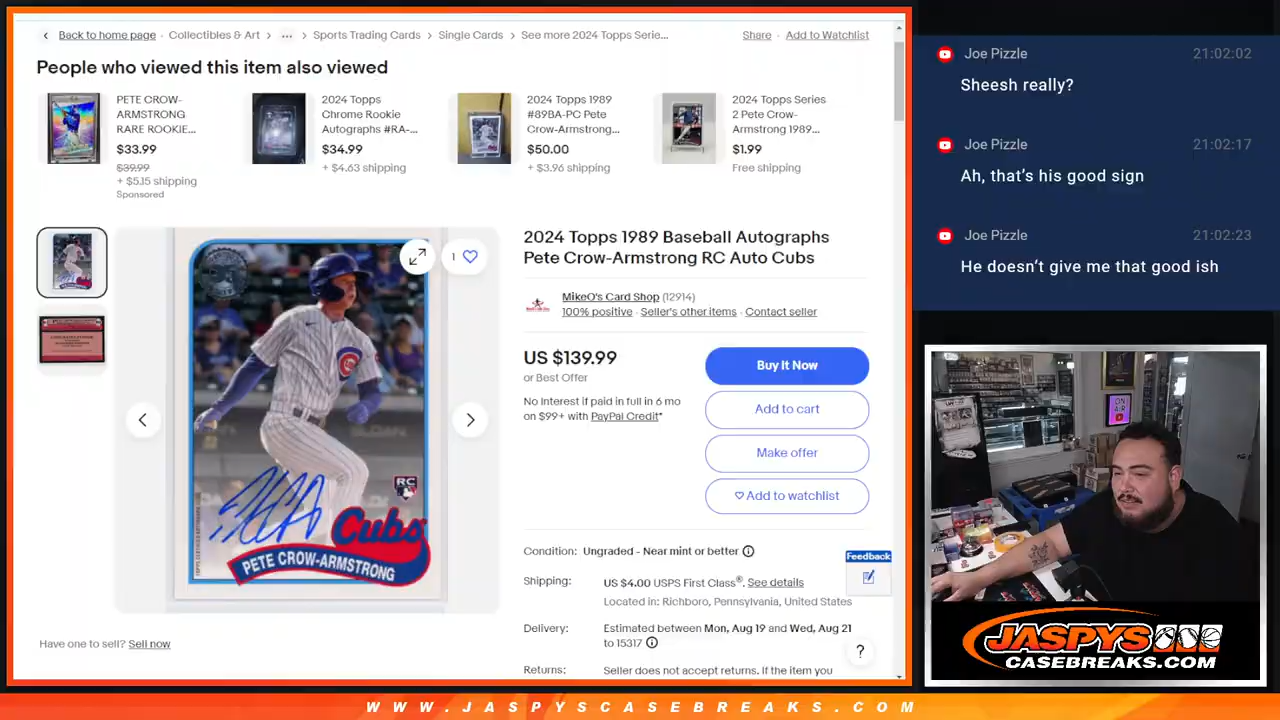 Back to home page
Collectibles & Art
...
Sports Trading Cards
Single Cards
See more 2024 Topps Serie...
Share
Add to Watchlist
People who viewed this item also viewed
PETE CROW-
ARMSTRONG
RARE ROOKIE...
$33.99
$39.99
+ $5.15 shipping
Sponsored
2024 Topps
Chrome Rookie
Autographs #RA-...
$34.99
+ $4.63 shipping
2024 Topps 1989
#89BA-PC Pete
Crow-Armstrong...
$50.00
+ $3.96 shipping
2024 Topps Series
2 Pete Crow-
Armstrong 1989...
$1.99
Free shipping
1
RC
Cubs
PETE CROW-ARMSTRONG
2024 Topps 1989 Baseball Autographs
Pete Crow-Armstrong RC Auto Cubs
MikeO's Card Shop (12914)
100% positive · Seller's other items · Contact seller
US $139.99
or Best Offer
No Interest if paid in full in 6 mo
on $99+ with PayPal Credit*
Buy It Now
Add to cart
Make offer
Add to watchlist
Condition: Ungraded - Near mint or better
Shipping: US $4.00 USPS First Class®. See details
Located in: Richboro, Pennsylvania, United States
Delivery: Estimated between Mon, Aug 19 and Wed, Aug 21
to 15317
Returns: Seller does not accept returns. If the item you
Feedback
?
Have one to sell? Sell now
Joe Pizzle 21:02:02
Sheesh really?
Joe Pizzle 21:02:17
Ah, that's his good sign
Joe Pizzle 21:02:23
He doesn't give me that good ish
ON
AIR
JASPYS
CASEBREAKS.COM
WWW.JASPYSCASEBREAKS.COM